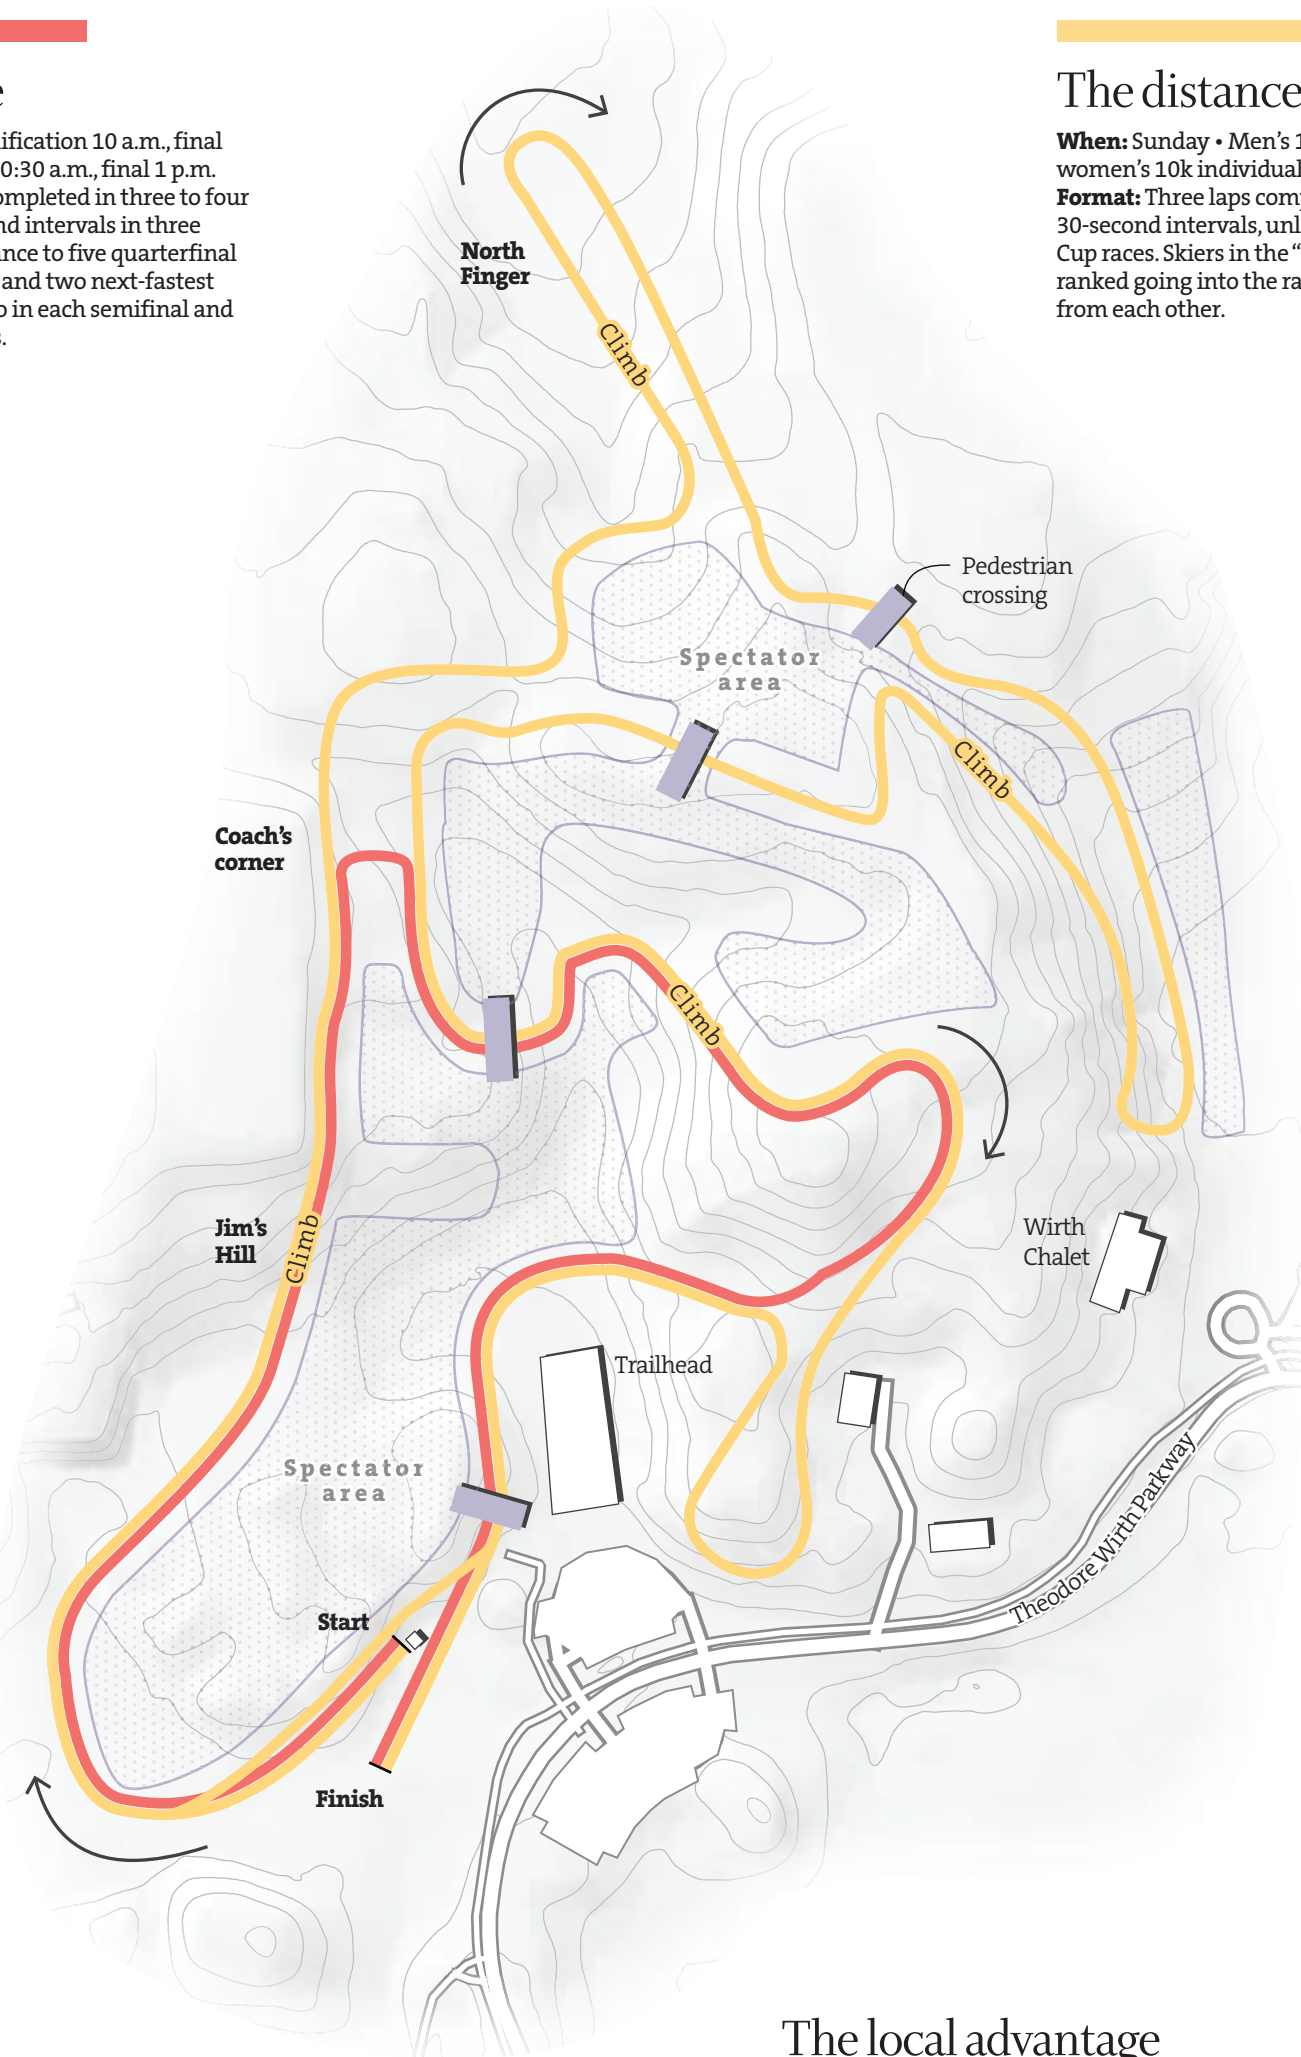 e
ification 10 a.m., final
0:30 a.m., final 1 p.m.
ompleted in three to four
nd intervals in three
ance to five quarterfinal
and two next-fastest
o in each semifinal and
s.
The distance
When: Sunday • Men’s 1
women’s 10k individual
Format: Three laps comp
30-second intervals, unl
Cup races. Skiers in the “
ranked going into the ra
from each other.
North
Finger
Climb
Pedestrian
crossing
Spectator
area
Climb
Coach’s
corner
Climb
Jim’s
Hill
Climb
Wirth
Chalet
Trailhead
Spectator
area
Theodore Wirth Parkway
Start
Finish
The local advantage